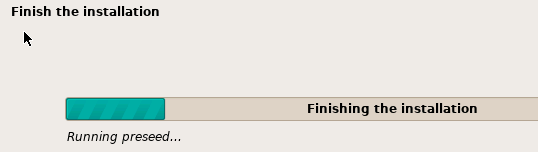 Finish the installation
Finishing the installation
Running preseed...